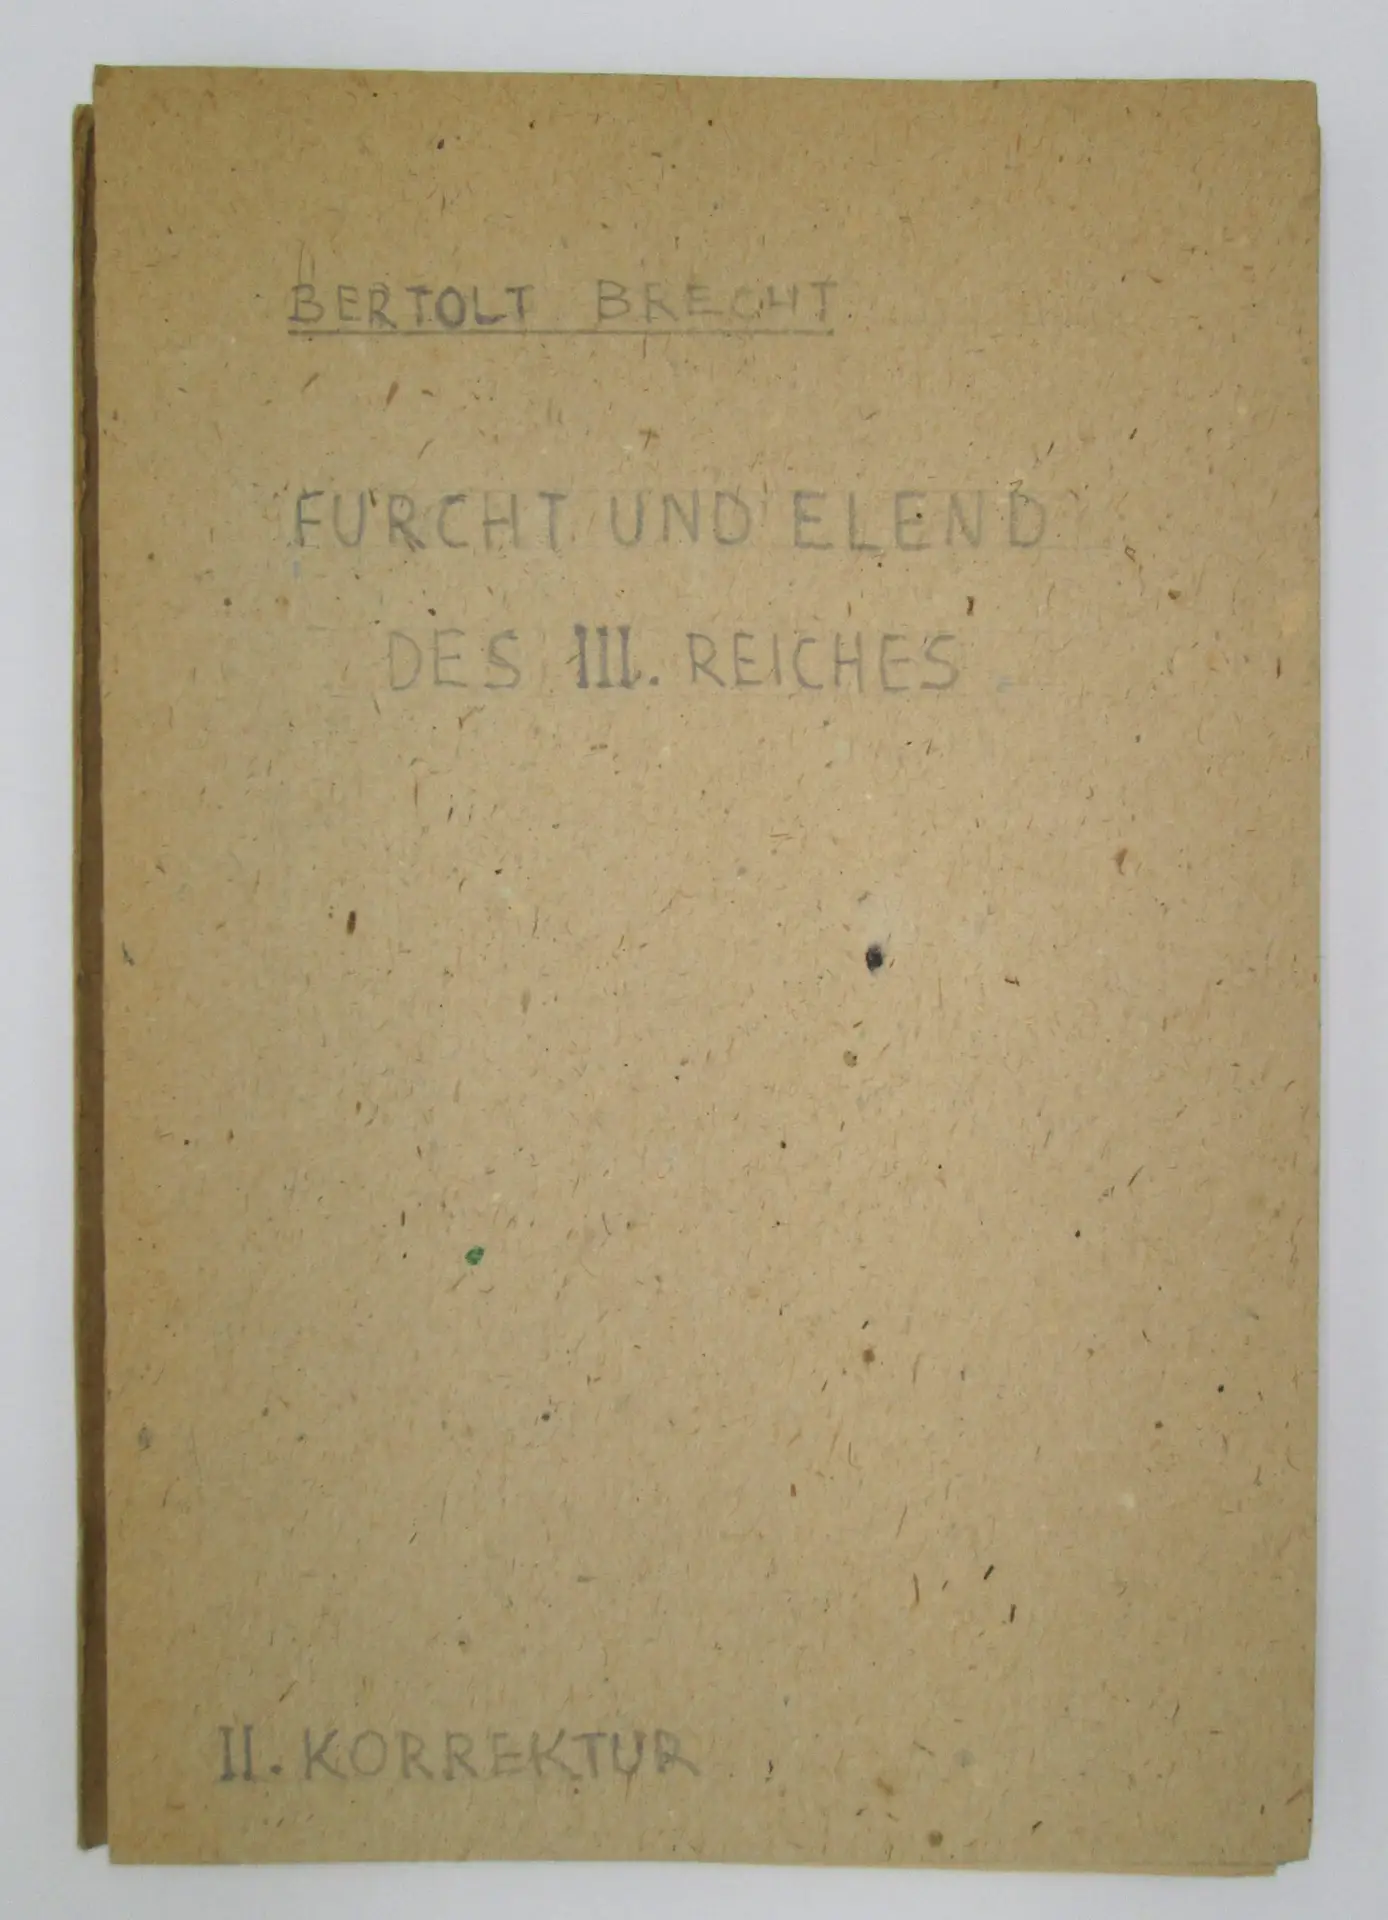 BERTOLT BRECHT
FURCHT UND ELEND
DES III. REICHES
II. KORREKTUR